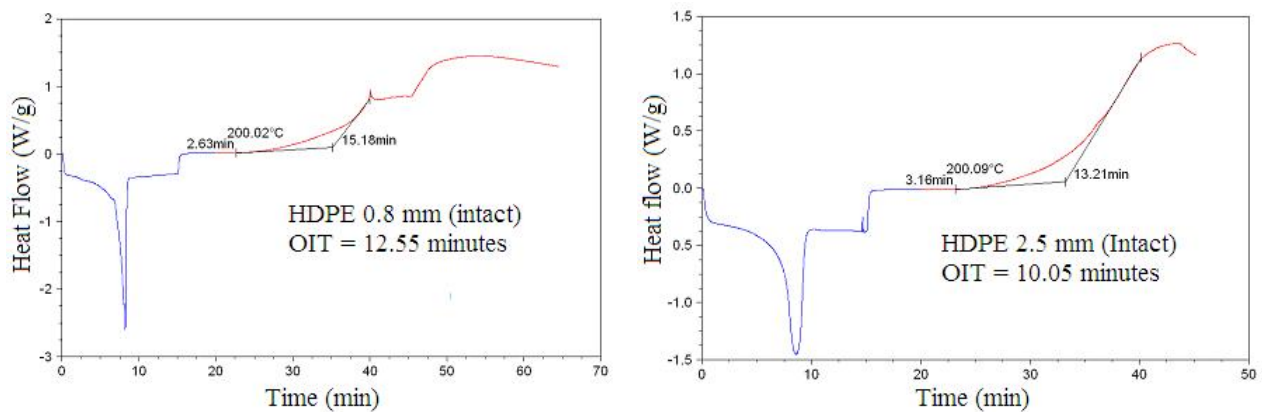 2
1
0
-1
-2
-3
Heat Flow (W/g)
2.63min
200.02°C
15.18min
HDPE 0.8 mm (intact)
OIT = 12.55 minutes
0 10 20 30 40 50 60 70
Time (min)
1.5
1.0
0.5
0.0
0.5
-1.0
-1.5
Heat flow (W/g)
3.16min
200.09°C
13.21min
HDPE 2.5 mm (Intact)
OIT = 10.05 minutes
0 10 20 30 40 50
Time (min)